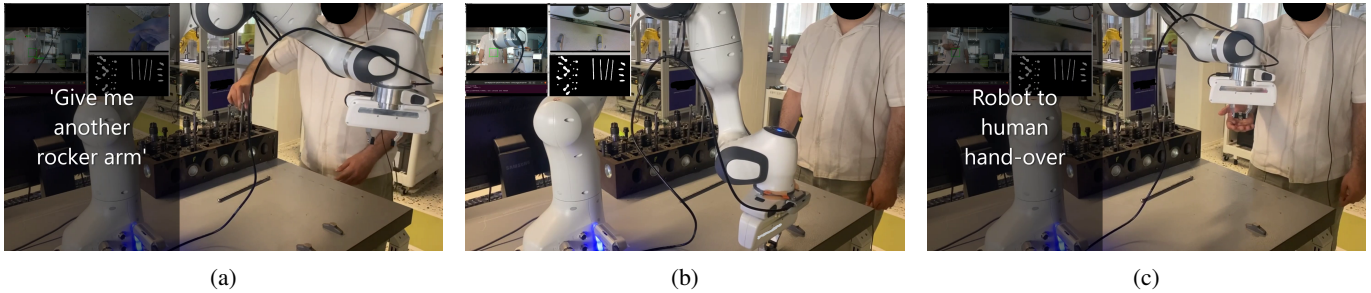 'Give me
another
rocker arm'
Robot to
human
hand-over
(a)
(b)
(c)